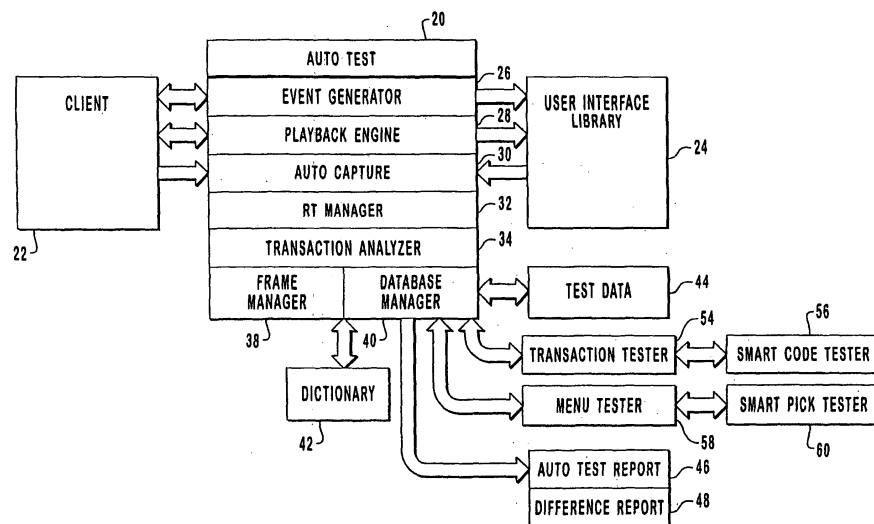 20
AUTO TEST
26
CLIENT
EVENT GENERATOR
USER INTERFACE
LIBRARY
28
PLAYBACK ENGINE
24
30
AUTO CAPTURE
32
RT MANAGER
22
34
TRANSACTION ANALYZER
FRAME
MANAGER
DATABASE
MANAGER
TEST DATA
44
38
40
54
56
TRANSACTION TESTER
SMART CODE TESTER
DICTIONARY
MENU TESTER
SMART PICK TESTER
42
58
60
AUTO TEST REPORT
46
DIFFERENCE REPORT
48